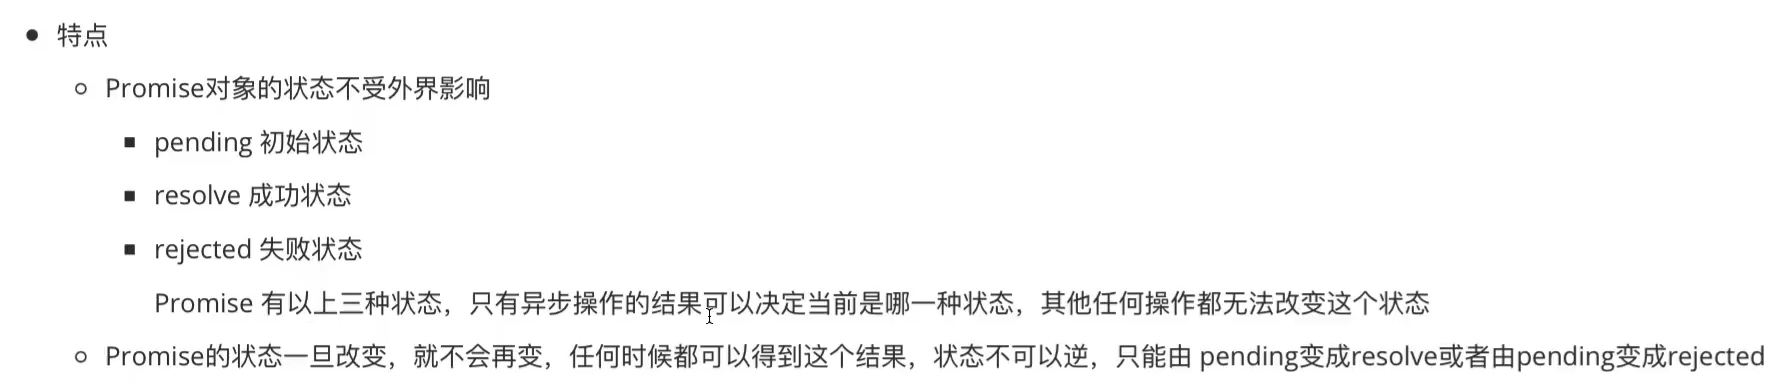 特点
Promise对象的状态不受外界影响
pending 初始状态
resolve 成功状态
rejected 失败状态
Promise 有以上三种状态，只有异步操作的结果可以决定当前是哪一种状态，其他任何操作都无法改变这个状态
Promise的状态一旦改变，就不会再变，任何时候都可以得到这个结果，状态不可以逆，只能由 pending变成resolve或者由pending变成rejected